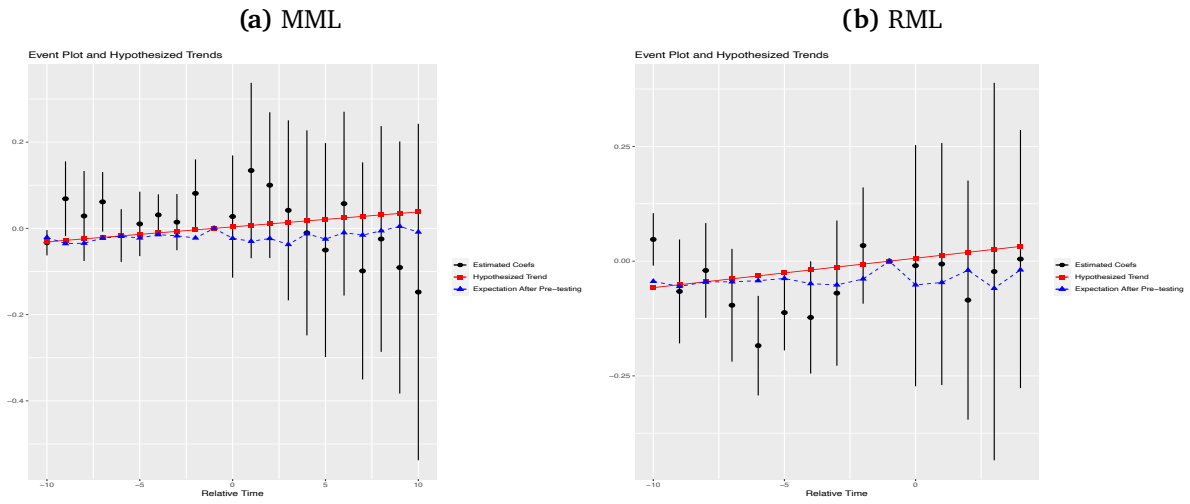 (a) MML
Event Plot and Hypothesized Trends
0.2
0.0
−0.2
−0.4
−10
−5
0
5
10
Relative Time
Estimated Coefs
Hypothesized Trend
Expectation After Pre-testing
(b) RML
Event Plot and Hypothesized Trends
0.25
0.00
−0.25
−10
−5
0
Relative Time
Estimated Coefs
Hypothesized Trend
Expectation After Pre-testing